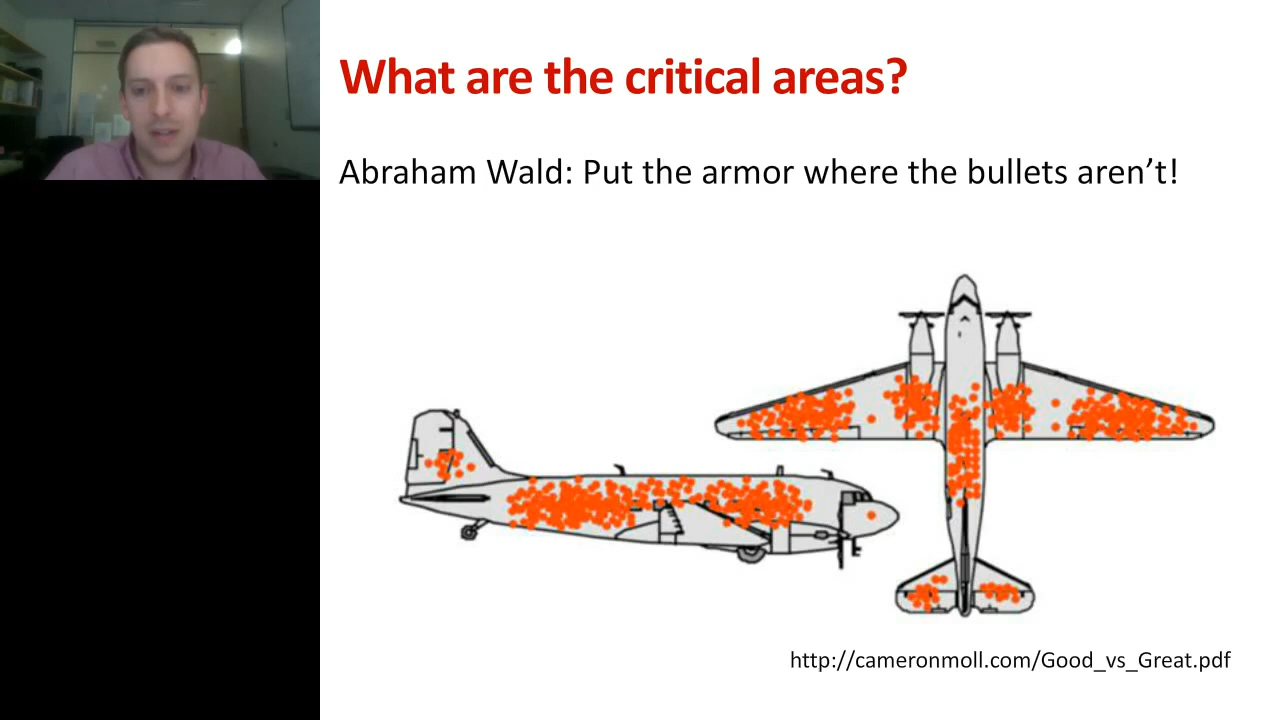 What are the critical areas?
Abraham Wald: Put the armor where the bullets aren’t!
http://cameronmoll.com/Good_vs_Great.pdf